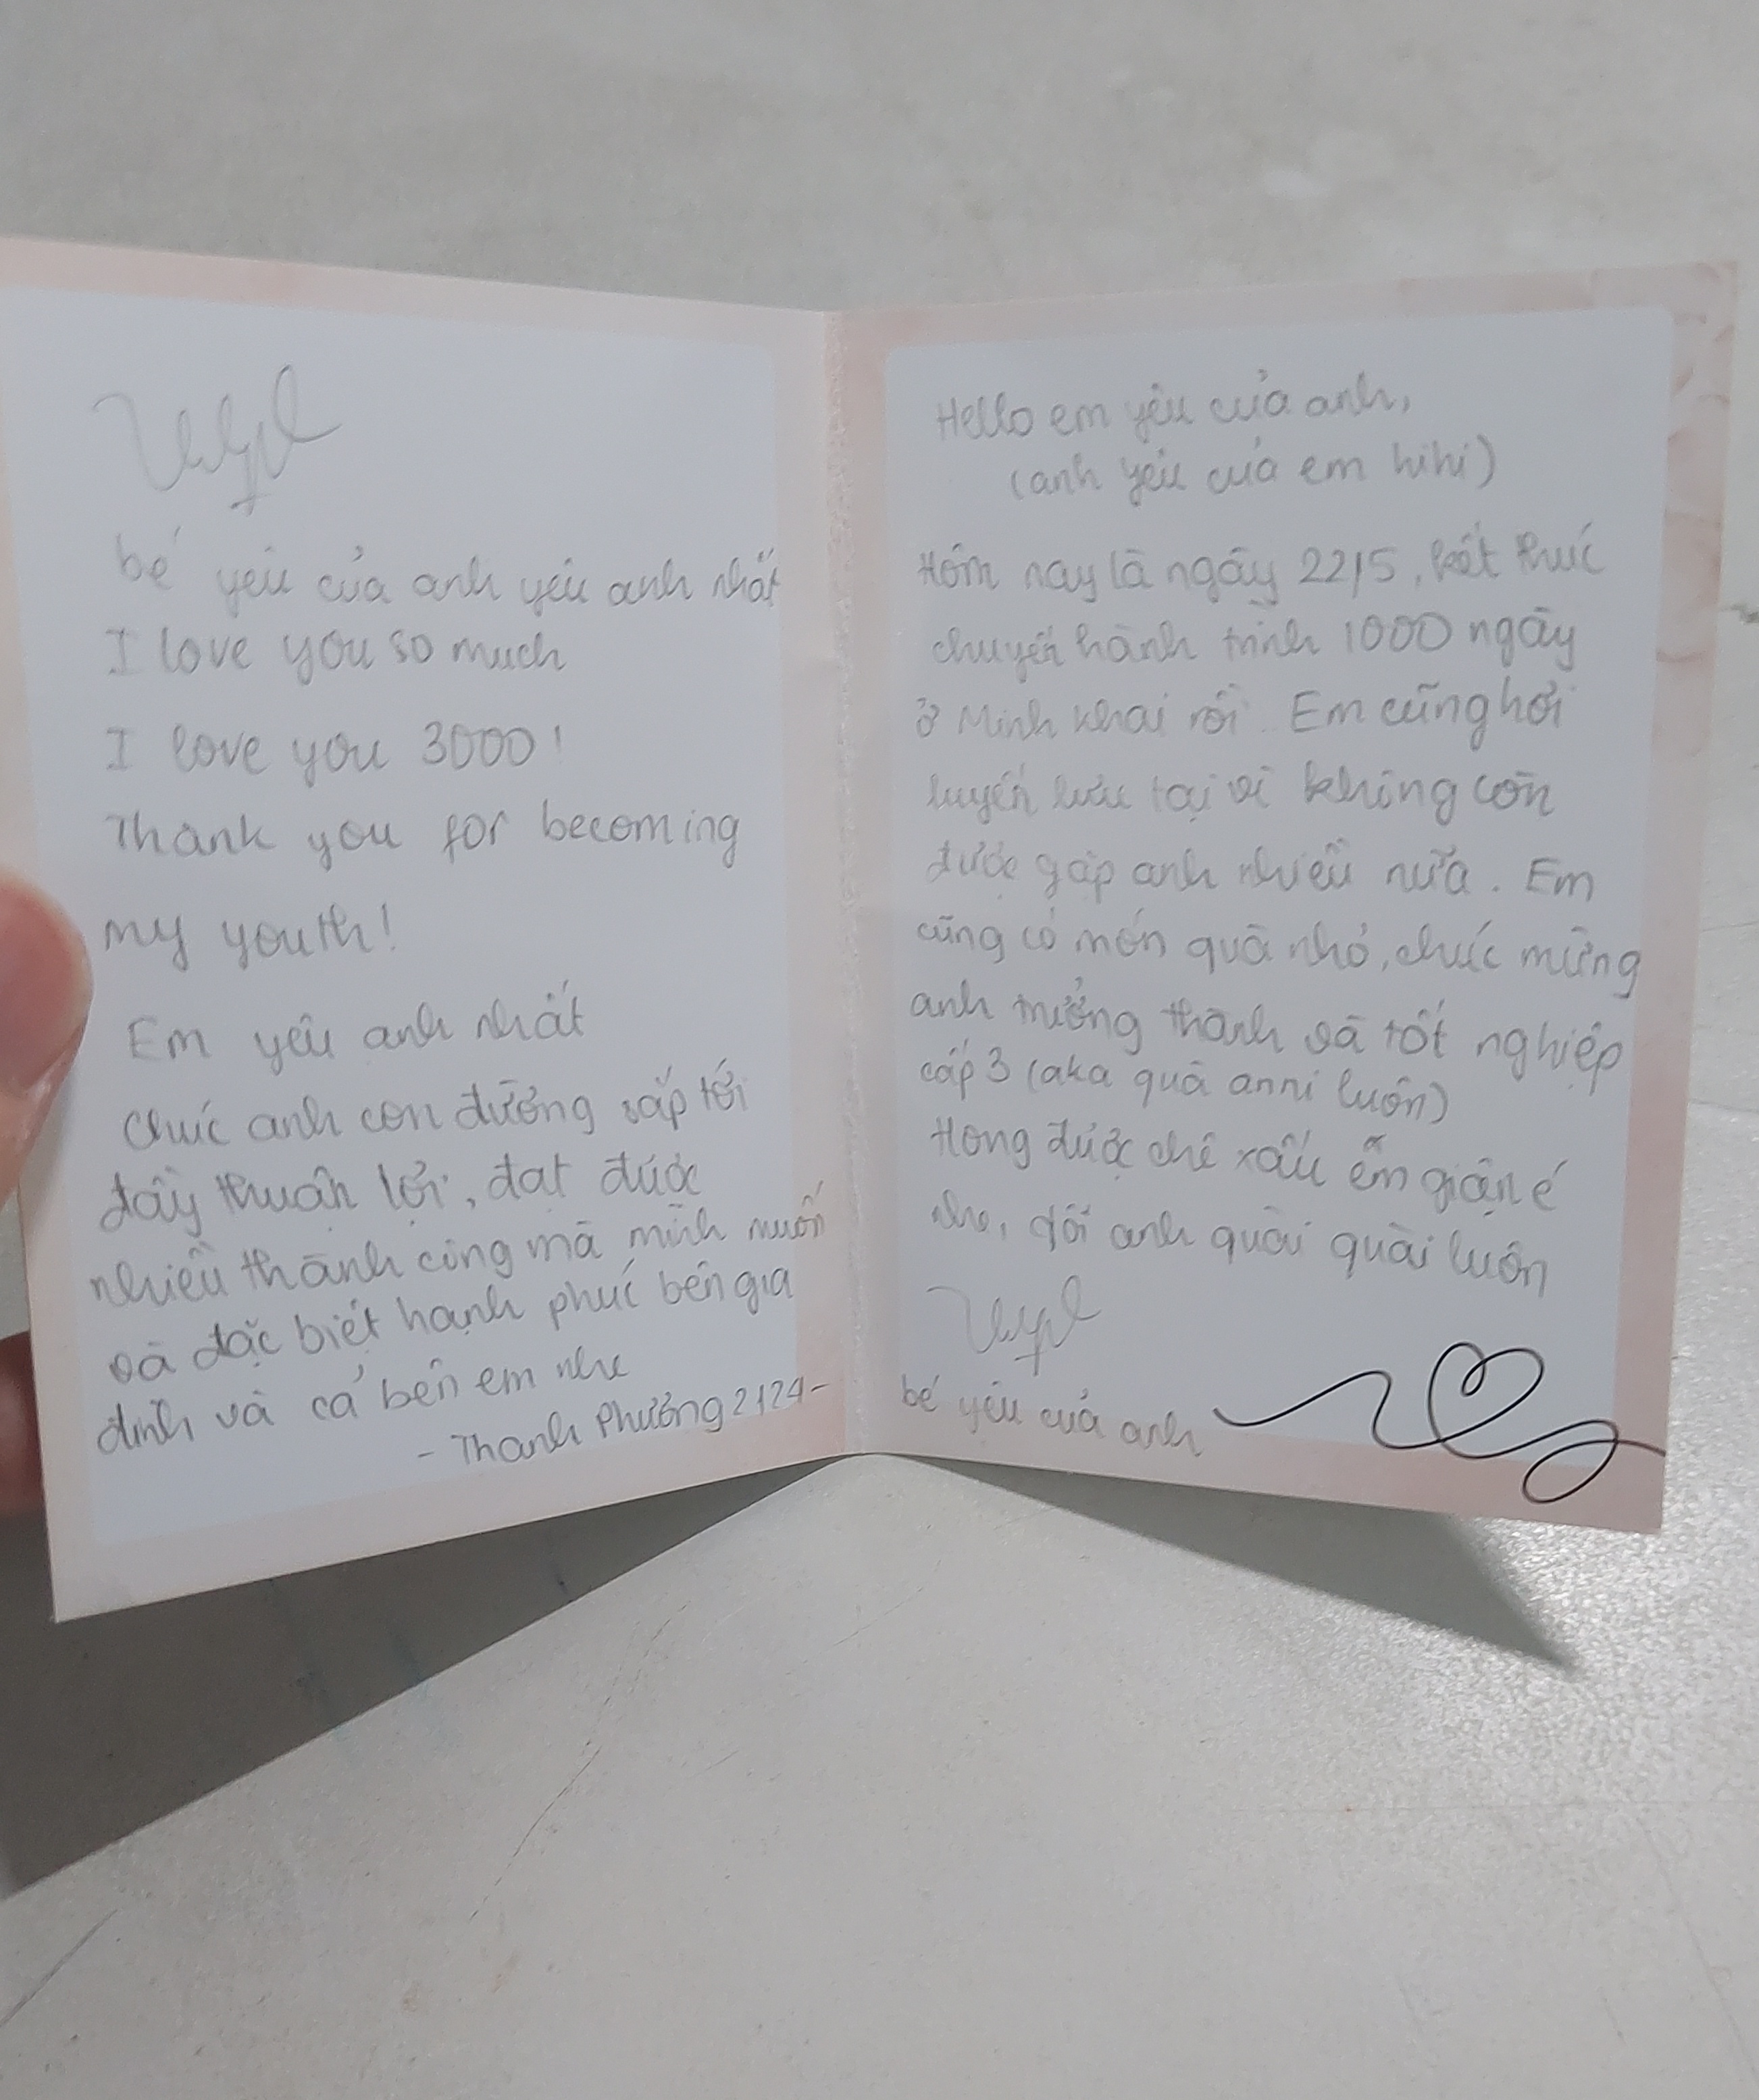 bé yêu của anh yêu anh nhất
I love you so much
I love you 3000!
Thank you for becoming
my youth!
Em yêu anh nhất
Chúc anh con đường sắp tới
đầy thuận lợi, đạt được
nhiều thành công mà mình muốn
và đặc biệt hạnh phúc bên gia
đình và cả bên em nhe
- Thanh Phương 2124-
Hello em yêu của anh,
(anh yêu của em hihi)
Hôm nay là ngày 22/5, kết thúc
chuyến hành trình 1000 ngày
ở Minh Khai rồi. Em cũng hơi
luyến lưu tại vì không còn
được gặp anh nhiều nữa. Em
cũng có món quà nhỏ, chúc mừng
anh trưởng thành và tốt nghiệp
cấp 3 (aka quà anni luôn)
Hong được chê xấu em giận é
nhe, dỗi anh quài quài luôn
bé yêu của anh